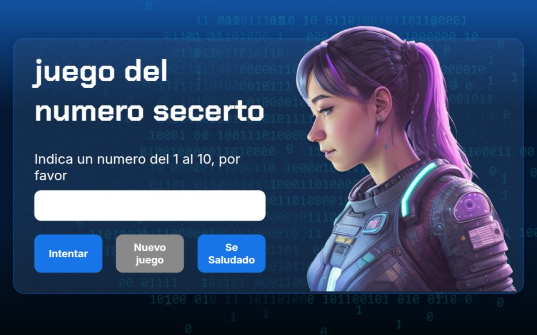 juego del
numero secerto
Indica un numero del 1 al 10, por
favor
Intentar
Nuevo
juego
Se
Saludado